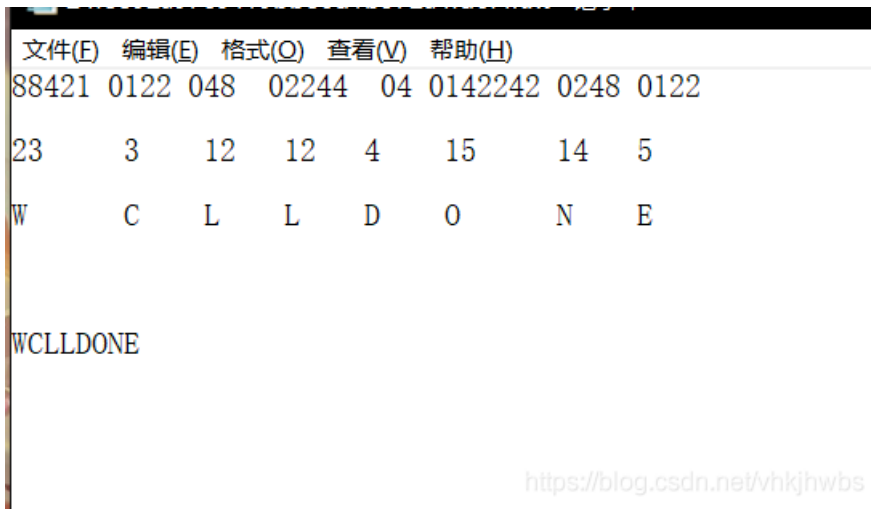 文件(F) 编辑(E) 格式(O) 查看(V) 帮助(H)
88421 0122 048 02244 04 0142242 0248 0122
23 3 12 12 4 15 14 5
W C L L D O N E
WCLLDONE
https://blog.csdn.net/vhkjhwbs